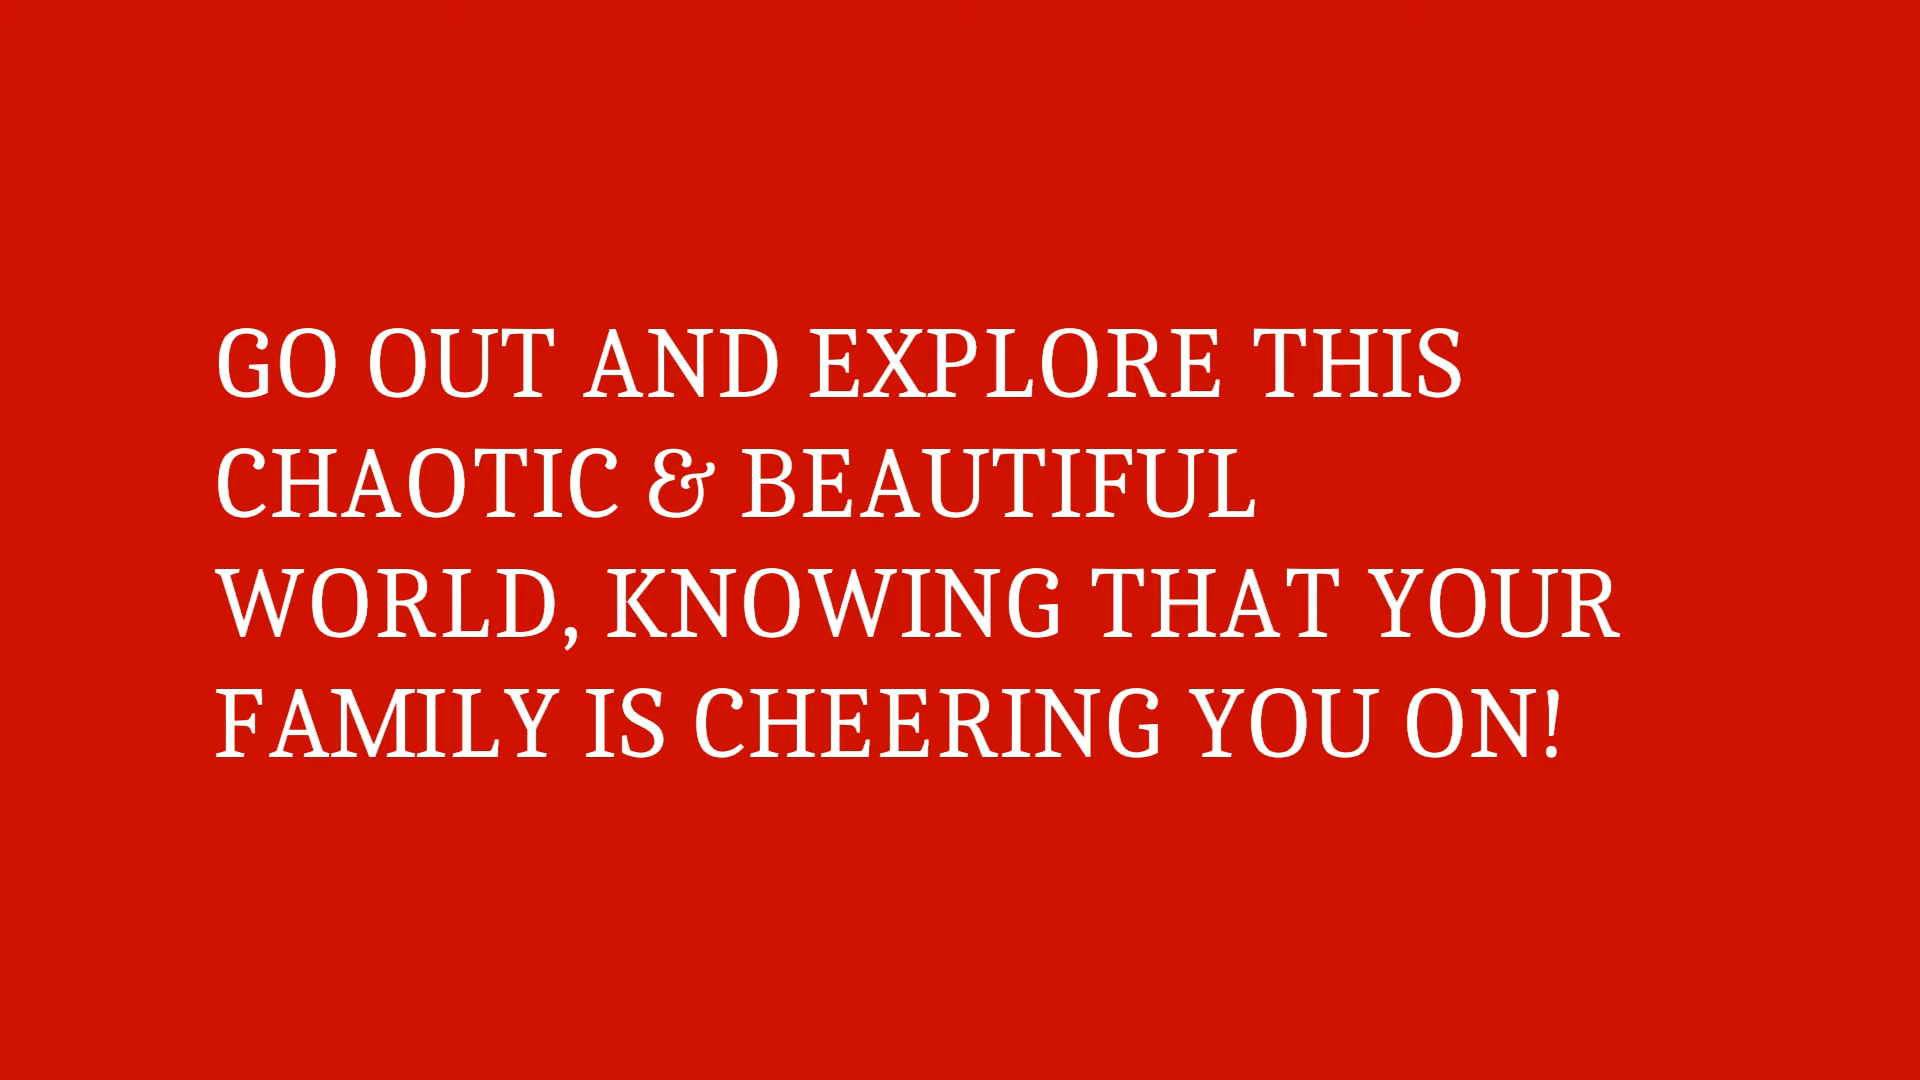 GO OUT AND EXPLORE THIS
CHAOTIC & BEAUTIFUL
WORLD, KNOWING THAT YOUR
FAMILY IS CHEERING YOU ON!